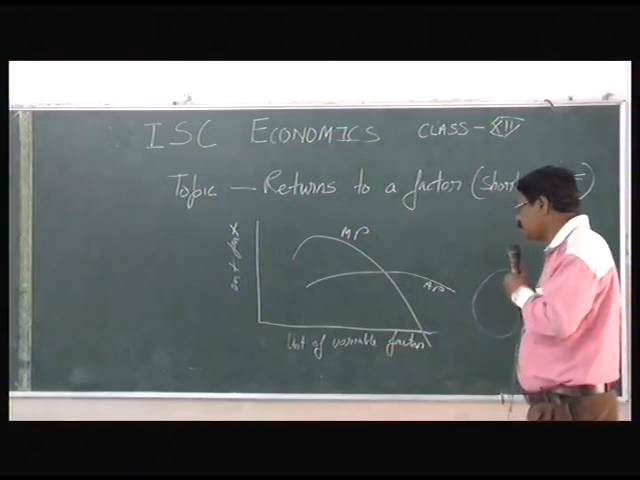 ISC ECONOMICS CLASS - XII
Topic — Returns to a factor (Short
MP
AP
Unit of variable factor